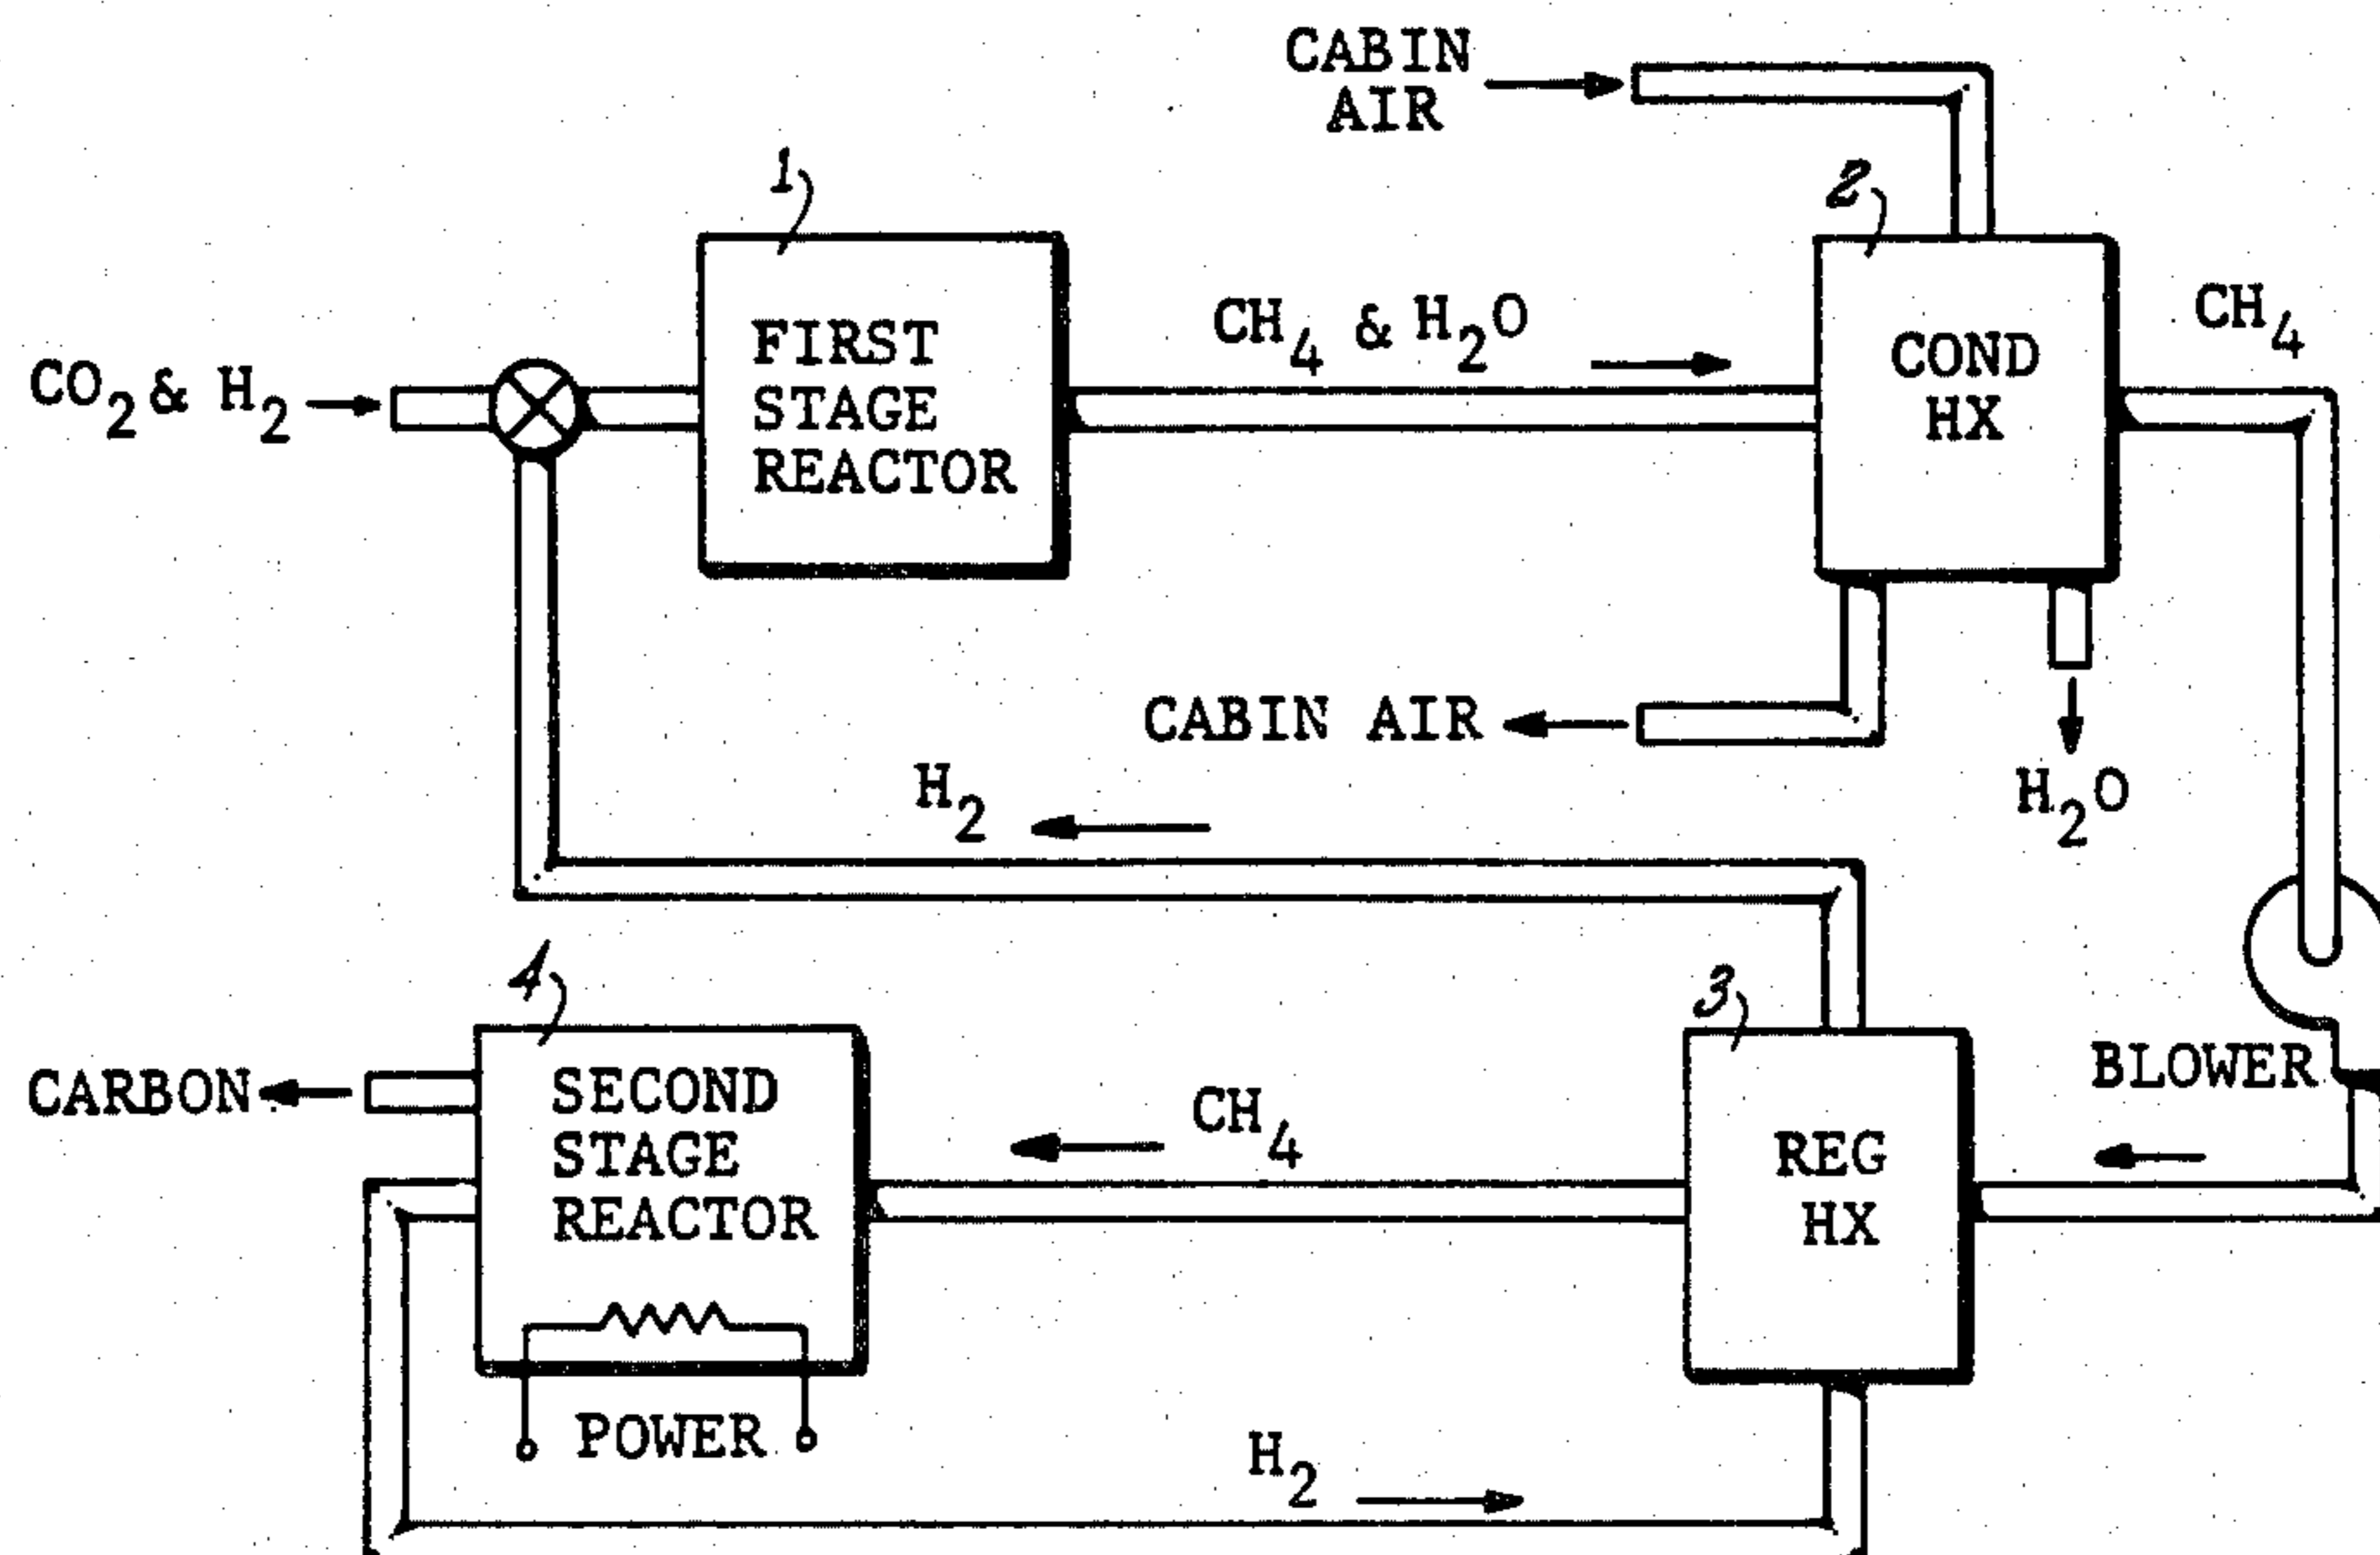 CABIN
AIR
1
2
CO2 & H2
FIRST
STAGE
REACTOR
CH4 & H2O
COND
HX
CH4
CABIN AIR
H2O
H2
4
3
CARBON
SECOND
STAGE
REACTOR
CH4
REG
HX
BLOWER
POWER
H2